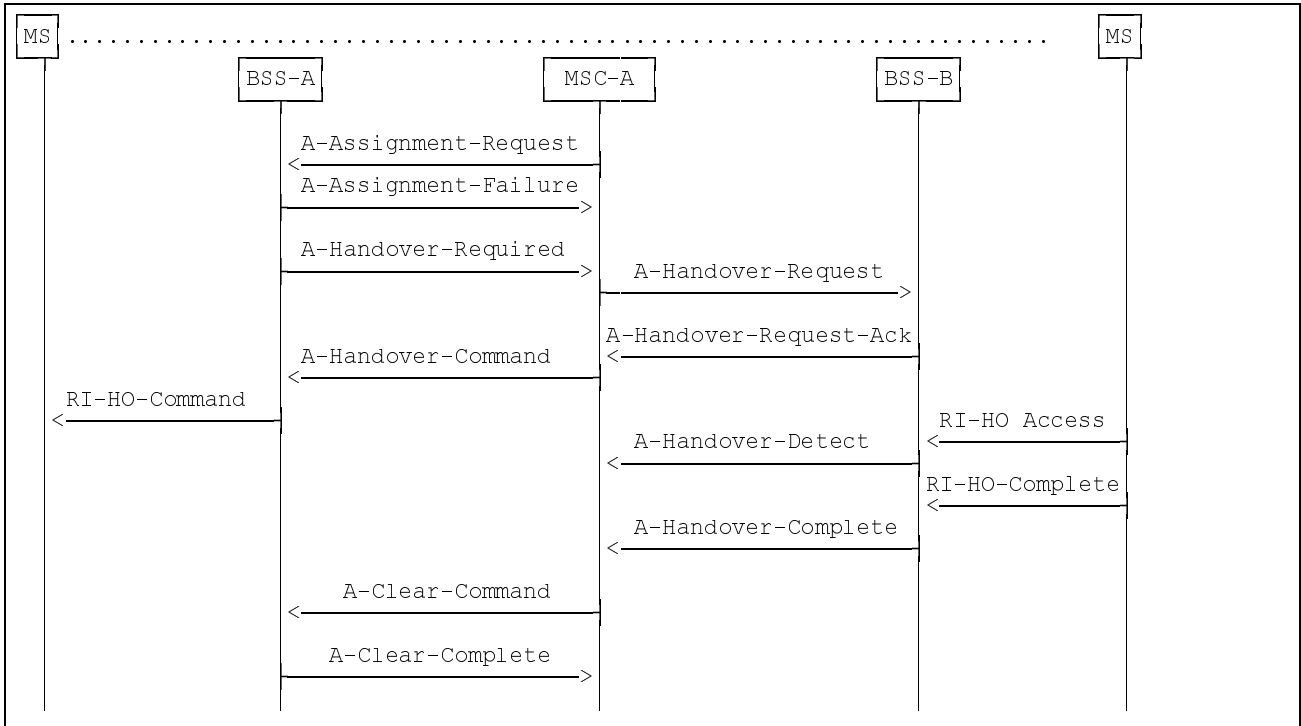 MS MS
BSS-A MSC-A BSS-B
A-Assignment-Request
A-Assignment-Failure
A-Handover-Required
A-Handover-Request
A-Handover-Request-Ack
A-Handover-Command
RI-HO-Command
RI-HO Access
A-Handover-Detect
RI-HO-Complete
A-Handover-Complete
A-Clear-Command
A-Clear-Complete